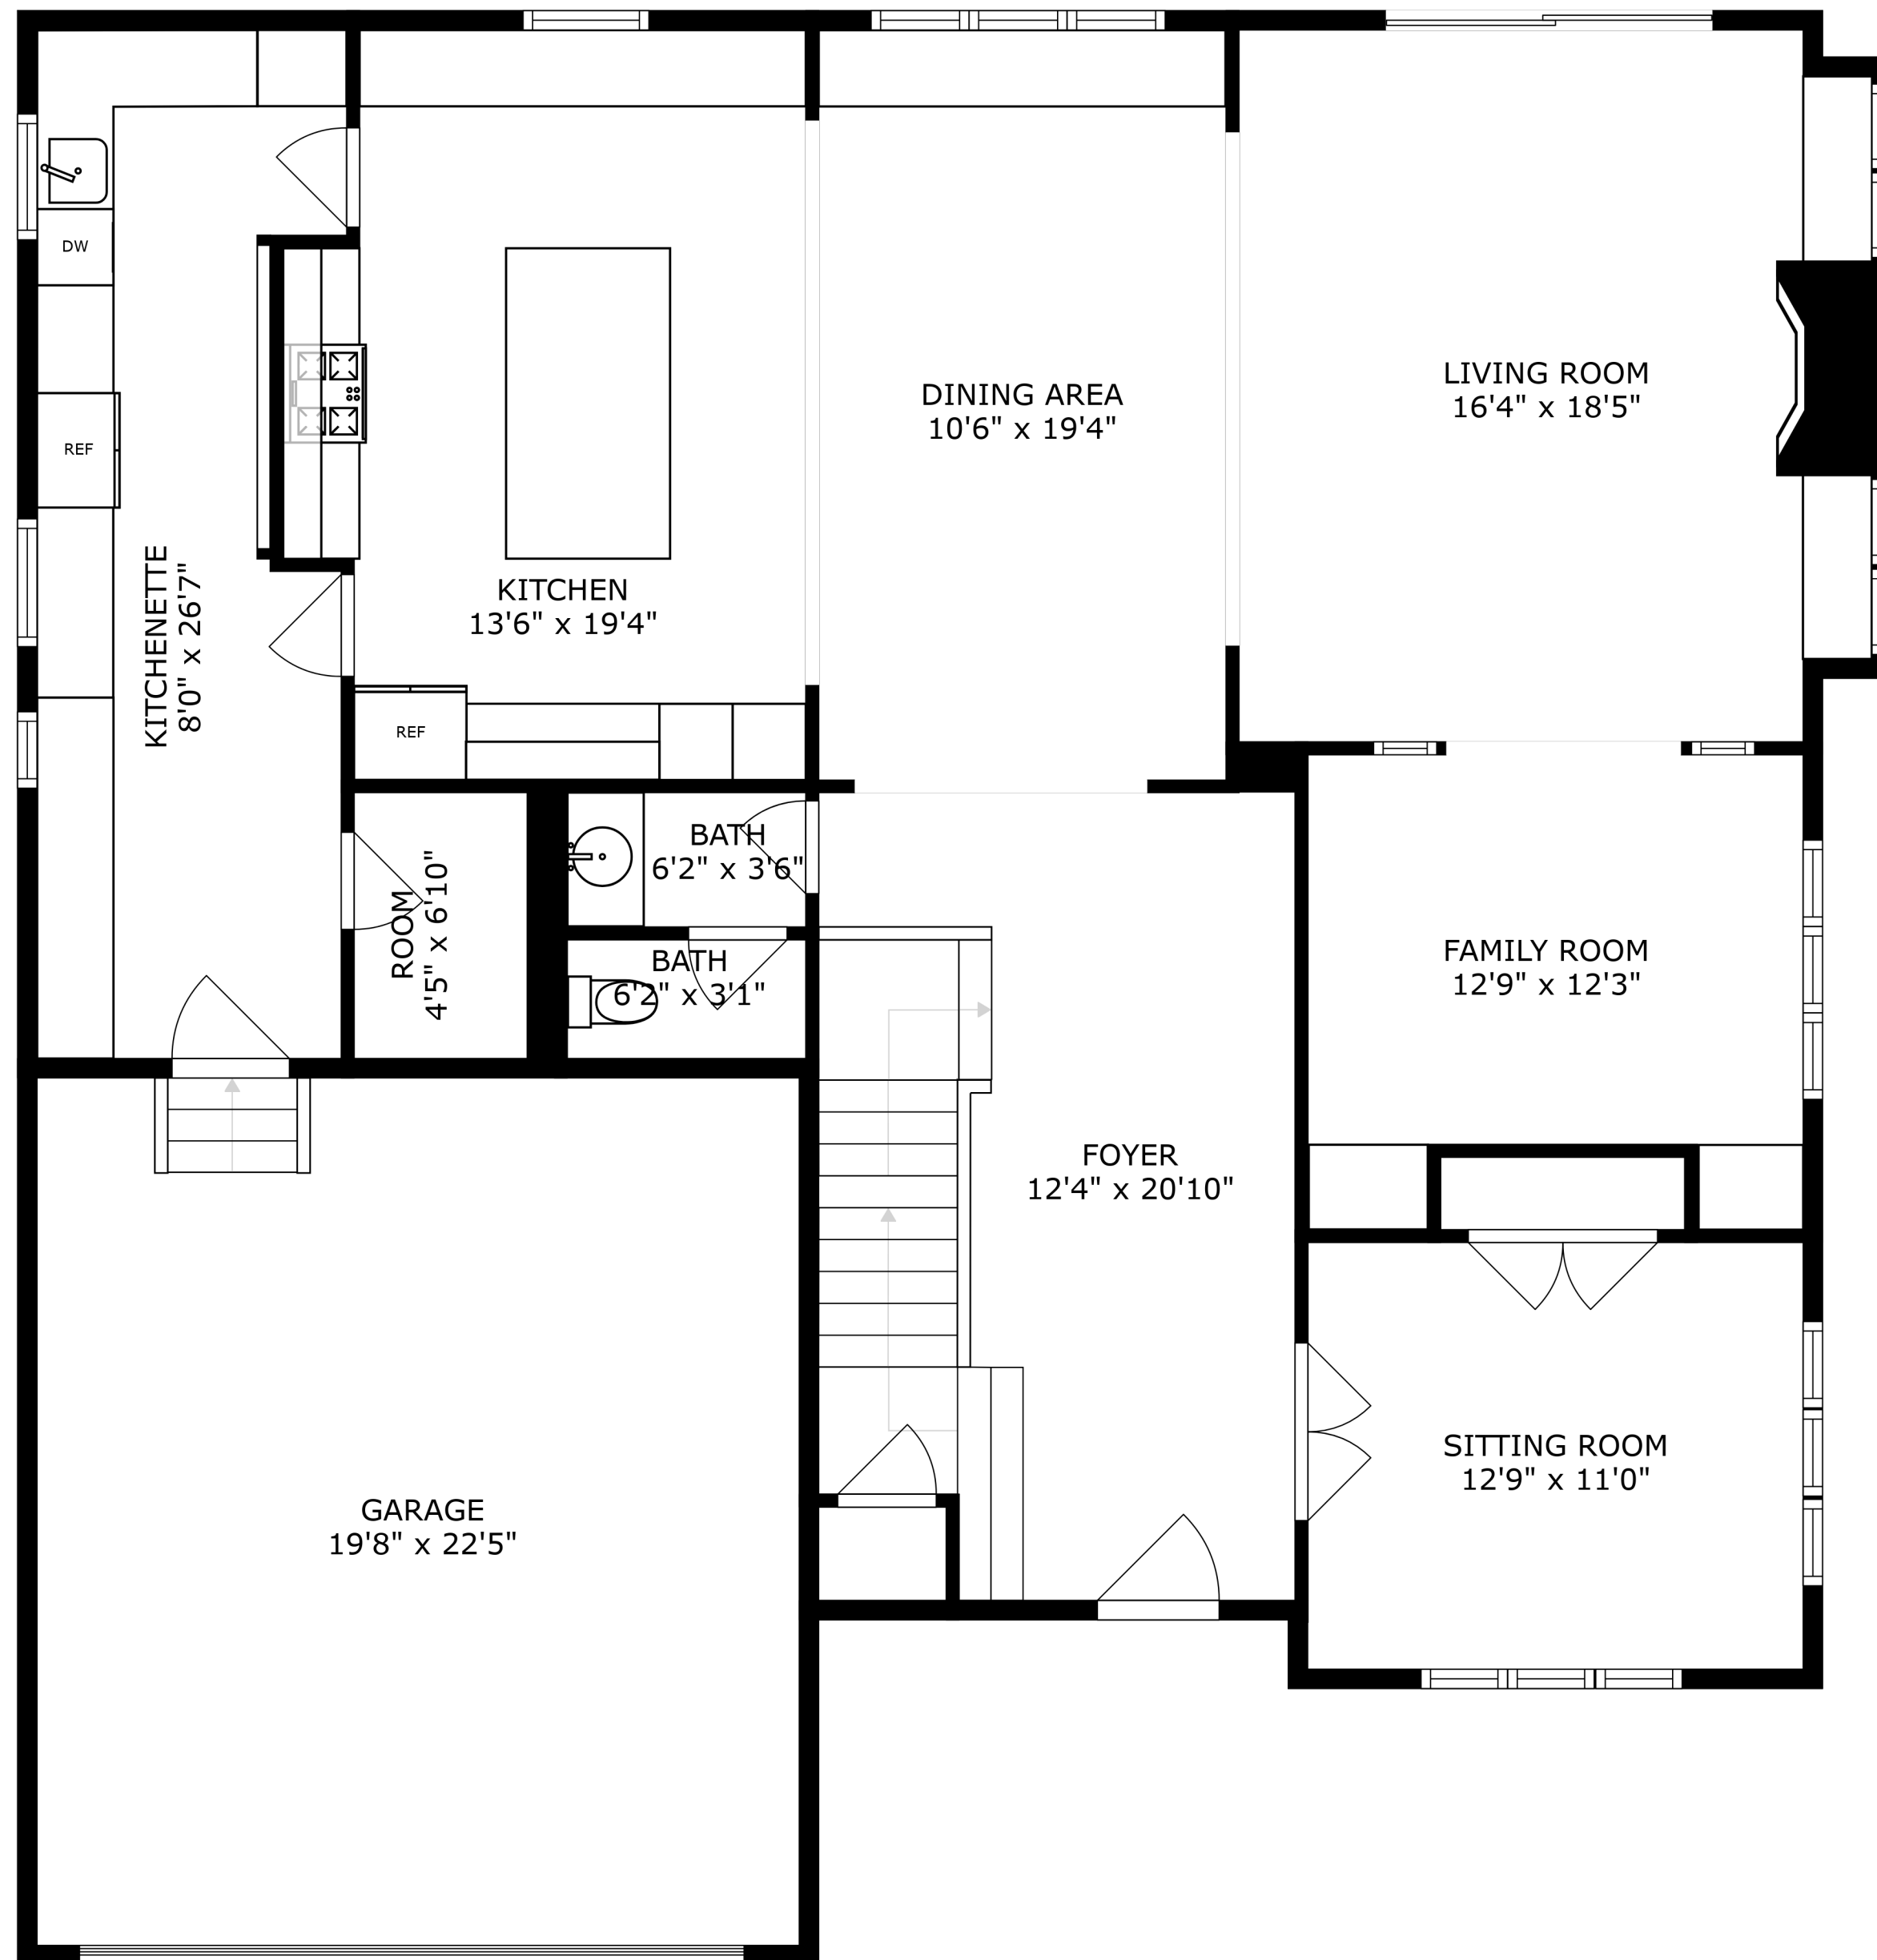 DW
REF
KITCHENETTE
8'0" x 26'7"
KITCHEN
13'6" x 19'4"
REF
DINING AREA
10'6" x 19'4"
LIVING ROOM
16'4" x 18'5"
ROOM
4'5" x 6'10"
BATH
6'2" x 3'6"
BATH
6'2" x 3'1"
FAMILY ROOM
12'9" x 12'3"
FOYER
12'4" x 20'10"
SITTING ROOM
12'9" x 11'0"
GARAGE
19'8" x 22'5"